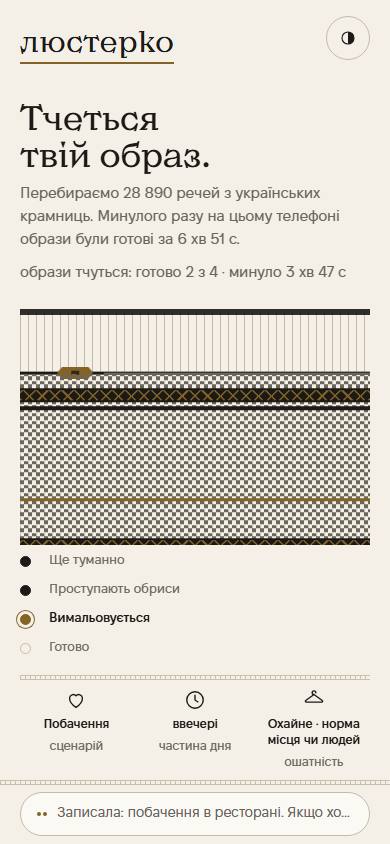 люстерко
Тчеться
твій образ.
Перебираємо 28 890 речей з українських
крамниць. Минулого разу на цьому телефоні
образи були готові за 6 хв 51 с.
образи тчуться: готово 2 з 4 · минуло 3 хв 47 с
Ще туманно
Проступають обриси
Вимальовується
Готово
Побачення
сценарій
ввечері
частина дня
Охайне · норма
місця чи людей
ошатність
Записала: побачення в ресторані. Якщо хо...